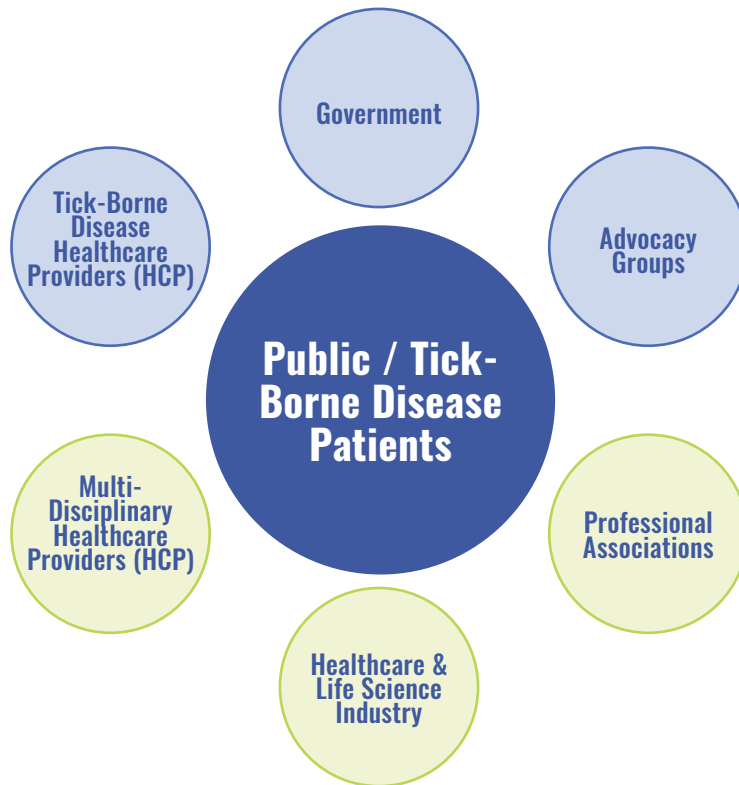 Government
Tick-Borne
Disease
Healthcare
Providers (HCP)
Advocacy
Groups
Public / Tick-
Borne Disease
Patients
Multi-
Disciplinary
Healthcare
Providers (HCP)
Professional
Associations
Healthcare &
Life Science
Industry